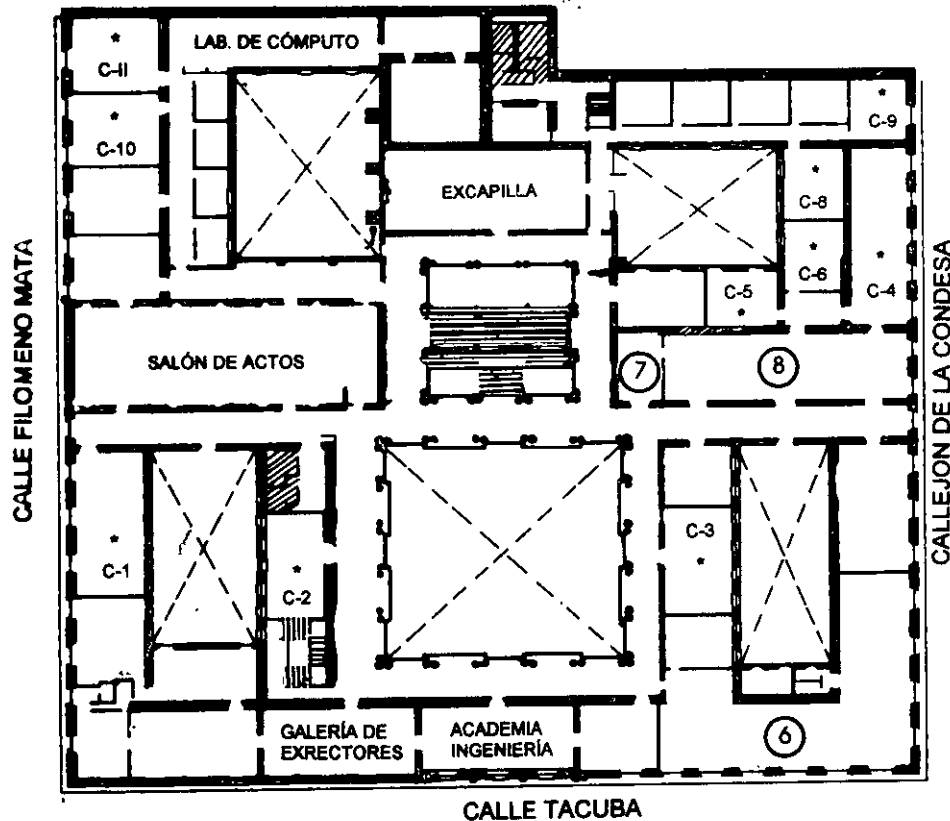 LAB. DE CÓMPUTO
*
C-II
*
C-9
*
C-10
EXCAPILLA
*
C-8
*
C-6
*
C-4
C-5
*
CALLE FILOMENO MATA
SALÓN DE ACTOS
7
8
CALLEJON DE LA CONDESA
*
C-1
*
C-2
C-3
*
GALERÍA DE
EXRECTORES
ACADEMIA
INGENIERÍA
6
CALLE TACUBA